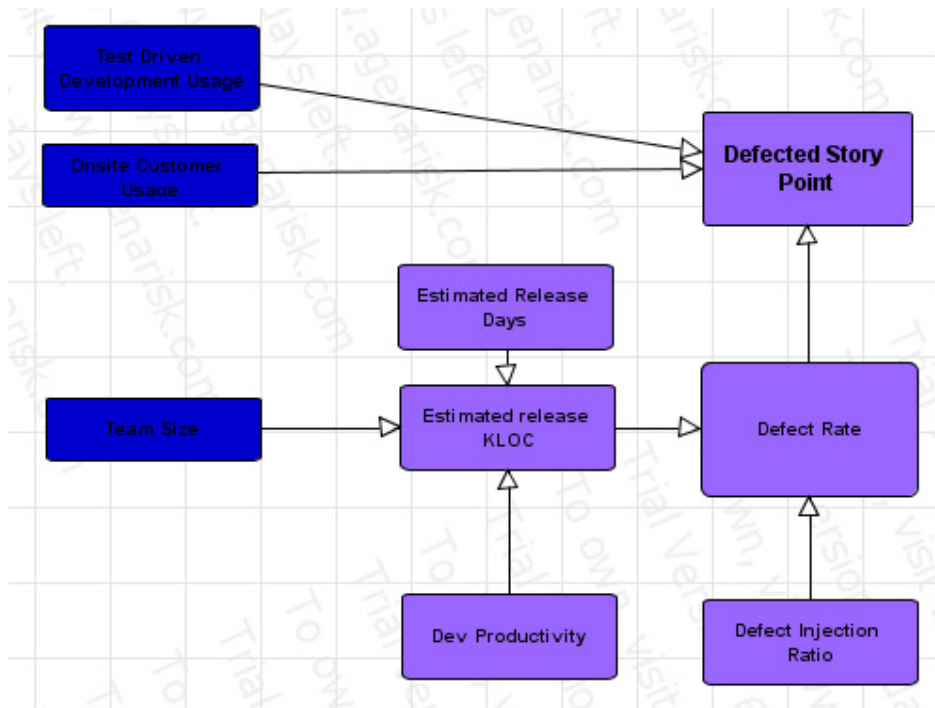 Test Driven
Development Usage
Onsite Customer
Usage
Defected Story
Point
Estimated Release
Days
Team Size
Estimated release
KLOC
Defect Rate
Dev Productivity
Defect Injection
Ratio